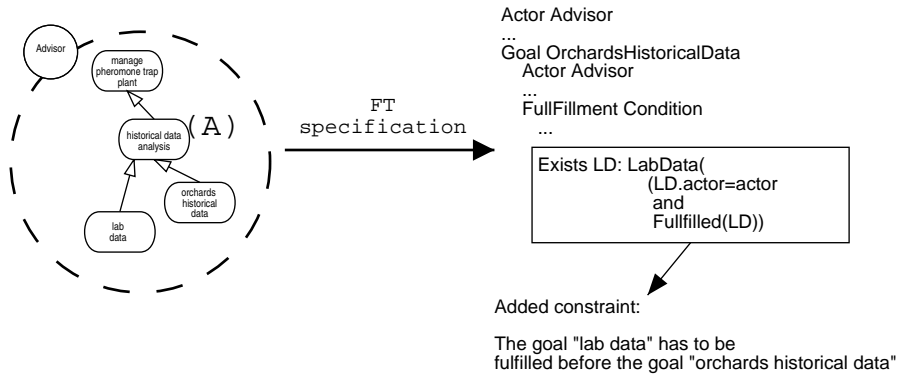 Advisor
manage
pheromone trap
plant
historical data
analysis
(A)
orchards
historical
data
lab
data
FT
specification
Actor Advisor
...
Goal OrchardsHistoricalData
Actor Advisor
...
FullFillment Condition
...
Exists LD: LabData(
(LD.actor=actor
and
Fullfilled(LD))
Added constraint:
The goal "lab data" has to be
fulfilled before the goal "orchards historical data"